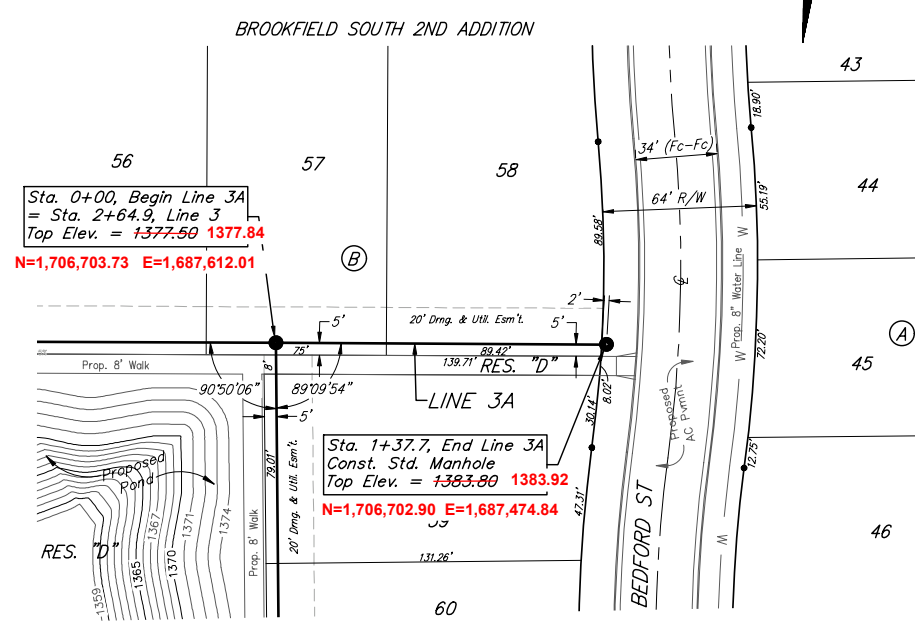 BROOKFIELD SOUTH 2ND ADDITION
43
18.90'
34' (Fc-Fc)
56
57
58
44
64' R/W
55.19'
Sta. 0+00, Begin Line 3A
= Sta. 2+64.9, Line 3
Top Elev. = 1377.50 1377.84
N=1,706,703.73 E=1,687,612.01
B
89.58'
W
Prop. 8" Water Line
W
℄
2'
5'
20' Drng. & Util. Esm't.
5'
A
72.20'
75'
89.42'
Prop. 8' Walk
8'
139.71'
RES. "D"
45
90°50'06"
89°09'54"
LINE 3A
8.02'
30.14'
Proposed
AC Pvmnt
5'
Sta. 1+37.7, End Line 3A
Const. Std. Manhole
Top Elev. = 1383.80 1383.92
N=1,706,702.90 E=1,687,474.84
59
12.75'
Proposed
Pond
79.01'
20' Drng. & Util. Esm't.
47.31'
1367
1371
1374
Prop. 8' Walk
BEDFORD ST
W
46
RES. "D"
1359
1365
1370
131.26'
60